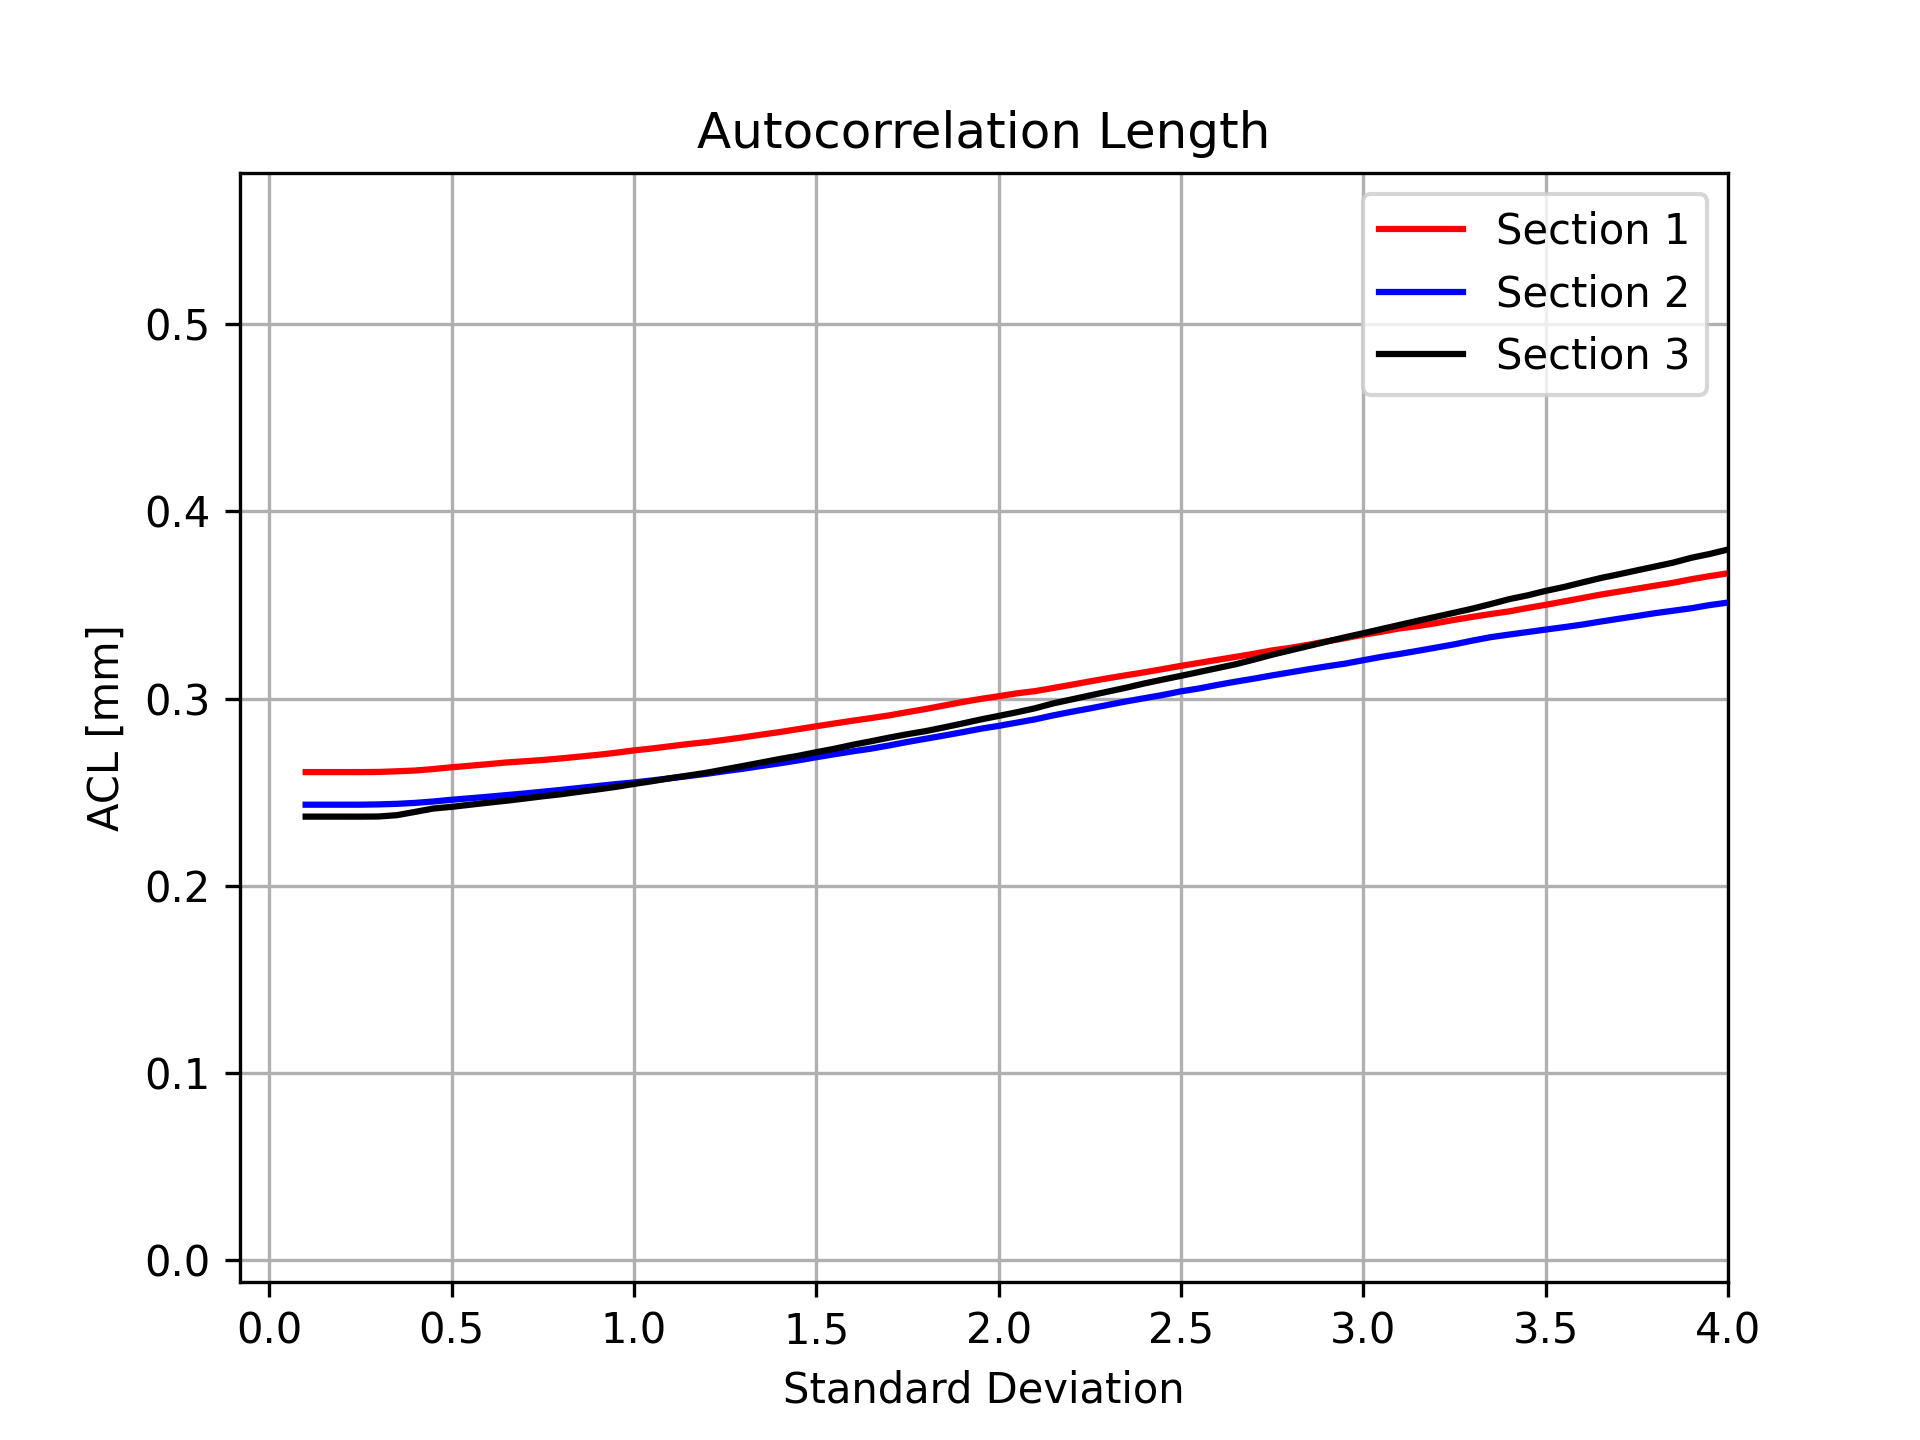 Autocorrelation Length
Section 1
Section 2
Section 3
ACL [mm]
0.5
0.4
0.3
0.2
0.1
0.0
0.0 0.5 1.0 1.5 2.0 2.5 3.0 3.5 4.0
Standard Deviation